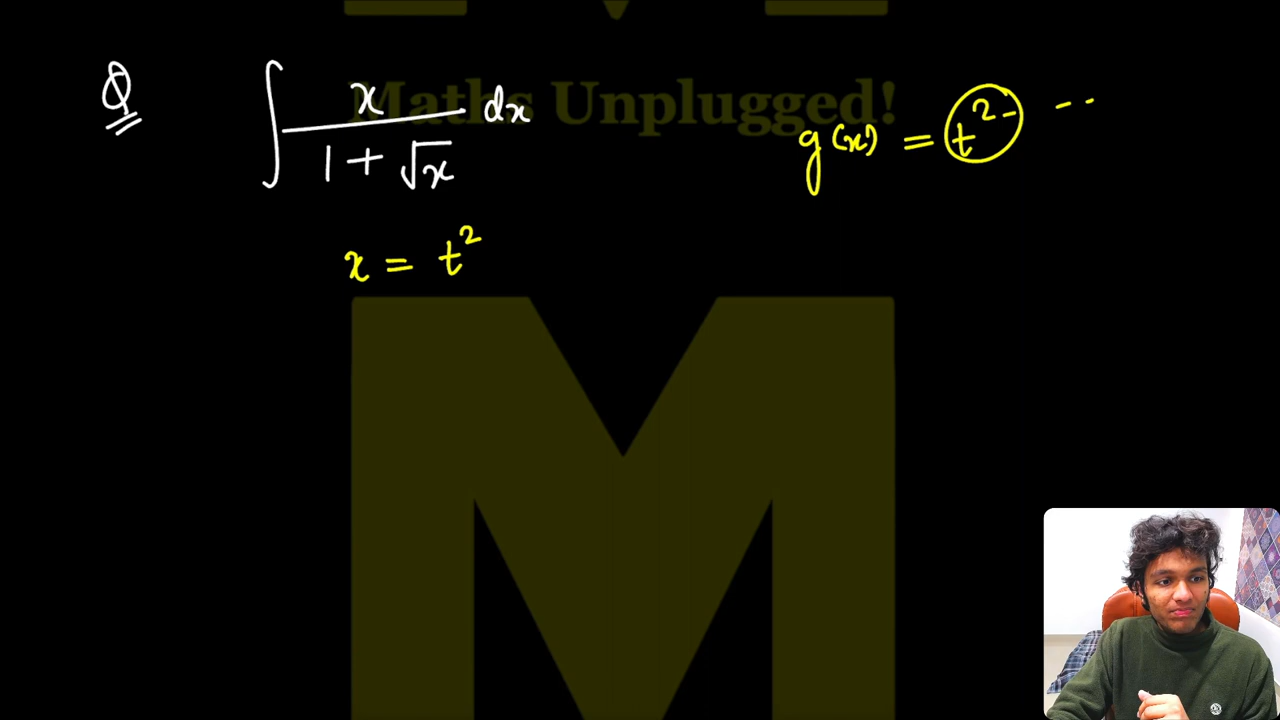 Q ∫ x / (1 + √x) dx
g(x) = t² - - -
x = t²
Maths Unplugged!